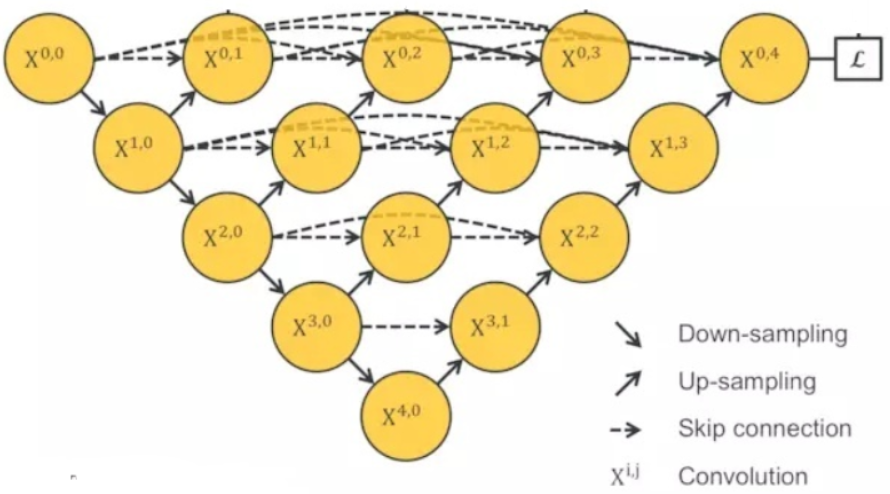 X^0,0 X^0,1 X^0,2 X^0,3 X^0,4 ℒ
X^1,0 X^1,1 X^1,2 X^1,3
X^2,0 X^2,1 X^2,2
X^3,0 X^3,1
Down-sampling
Up-sampling
X^4,0
Skip connection
X^i,j Convolution